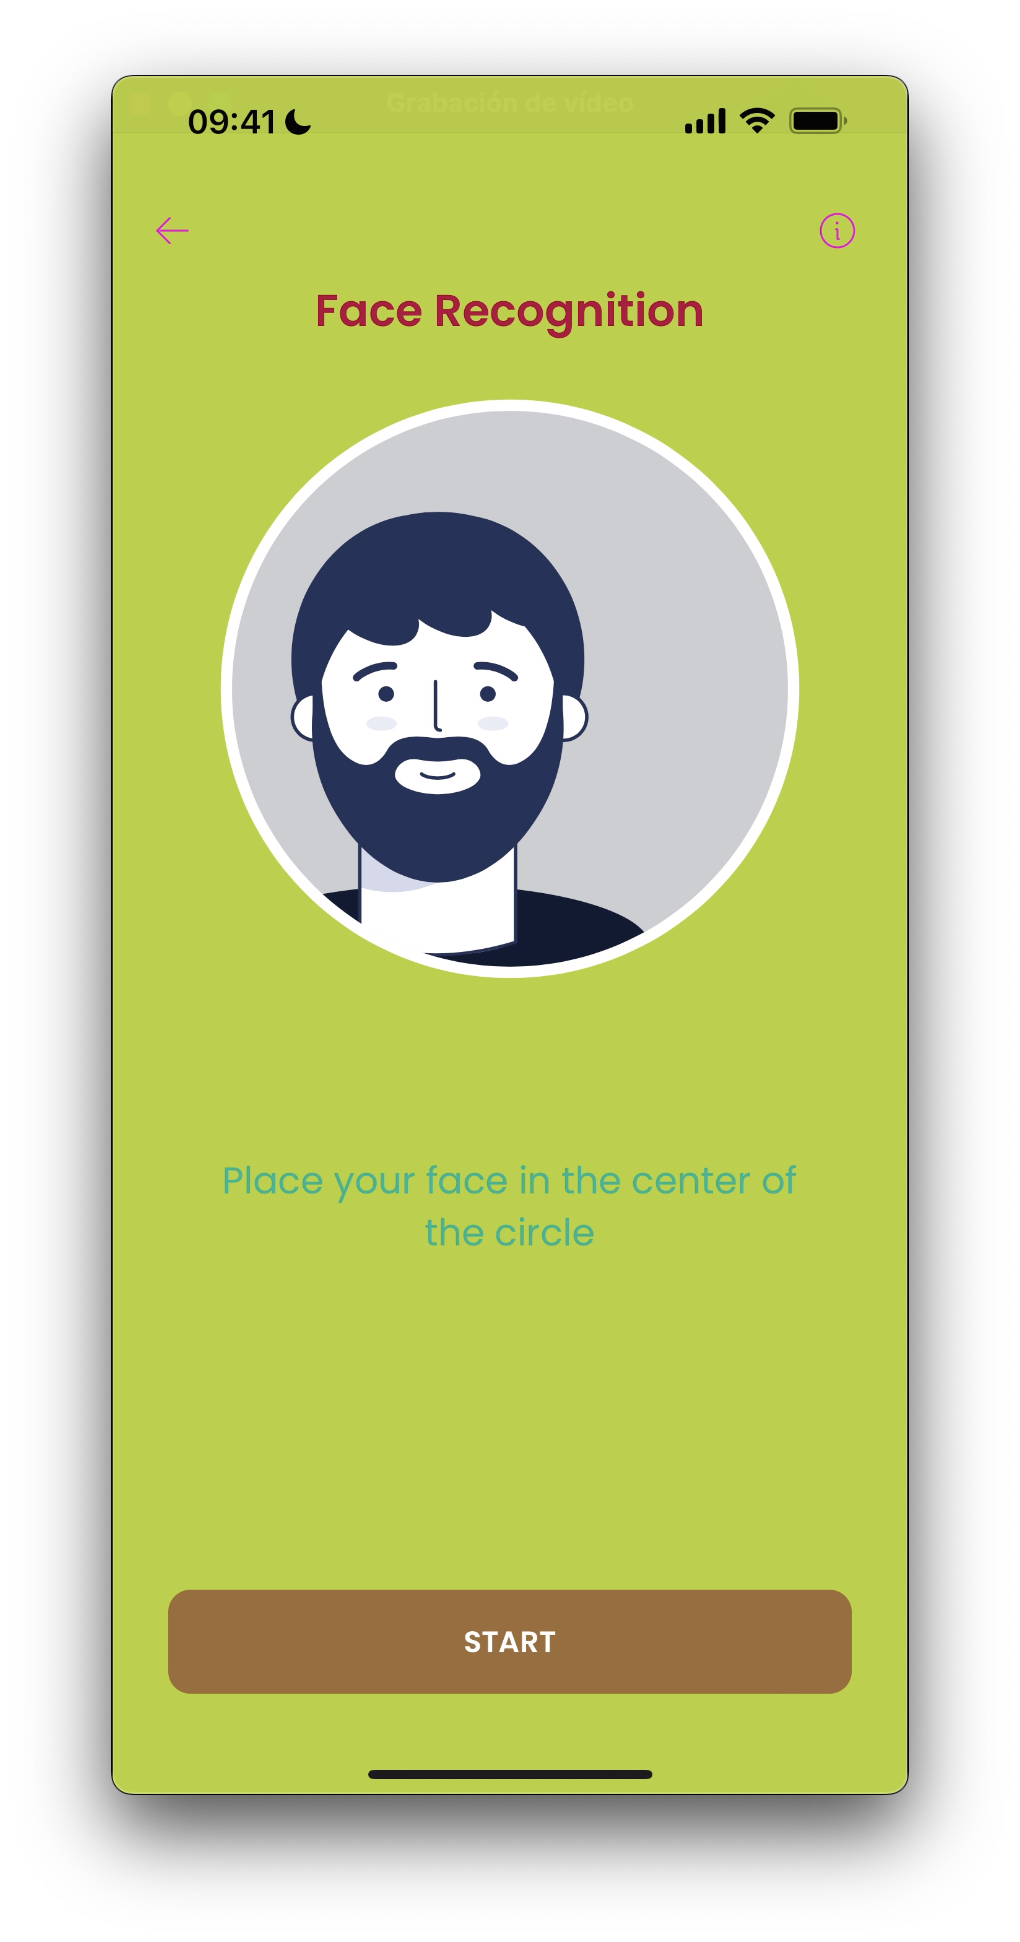 Grabación de vídeo
09:41
Face Recognition
Place your face in the center of
the circle
START